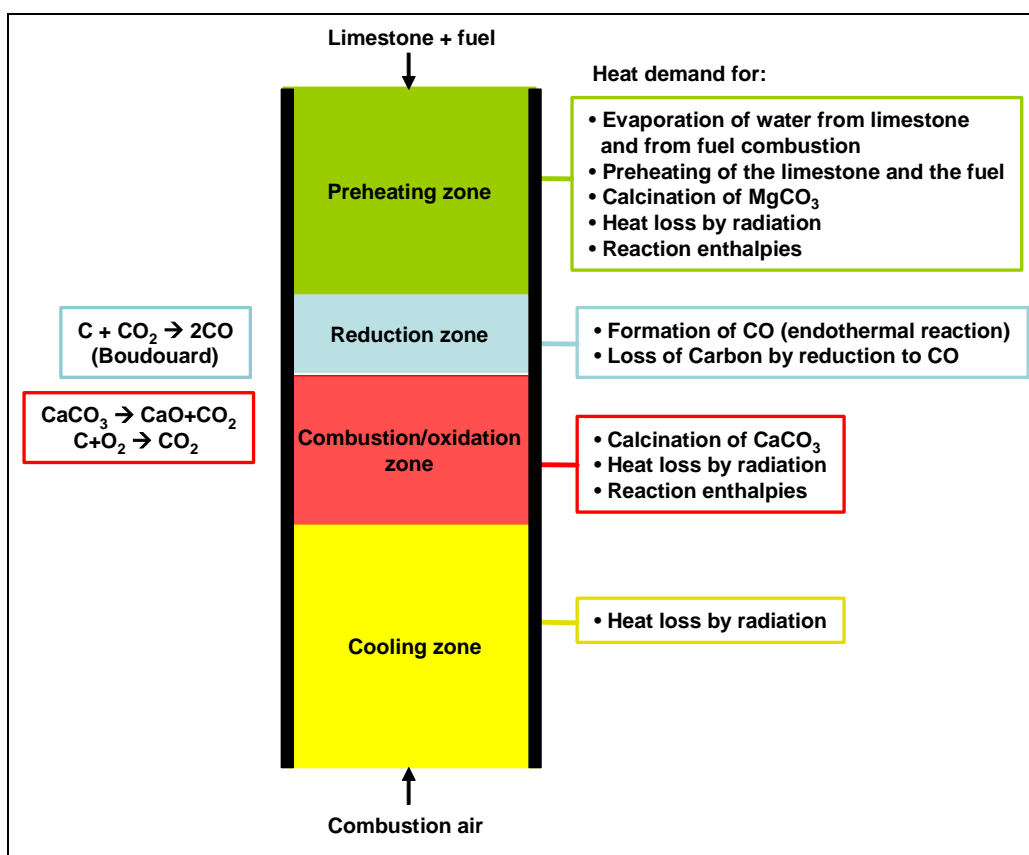 Limestone + fuel
Heat demand for:
• Evaporation of water from limestone
and from fuel combustion
• Preheating of the limestone and the fuel
• Calcination of MgCO₃
• Heat loss by radiation
• Reaction enthalpies
Preheating zone
C + CO₂ → 2CO
(Boudouard)
Reduction zone
• Formation of CO (endothermal reaction)
• Loss of Carbon by reduction to CO
CaCO₃ → CaO+CO₂
C+O₂ → CO₂
Combustion/oxidation
zone
• Calcination of CaCO₃
• Heat loss by radiation
• Reaction enthalpies
Cooling zone
• Heat loss by radiation
Combustion air